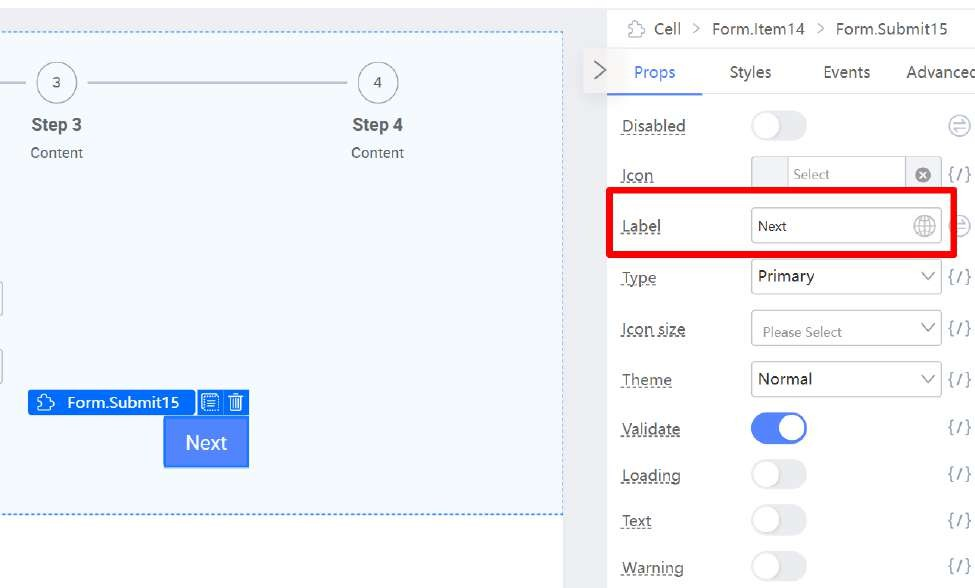 Cell > Form.Item14 > Form.Submit15
Props Styles Events Advanced
3 4
Step 3 Step 4
Content Content
Disabled
Icon Select {/}
Label Next
Type Primary {/}
Icon size Please Select {/}
Theme Normal {/}
Form.Submit15
Next
Validate {/}
Loading {/}
Text {/}
Warning {/}